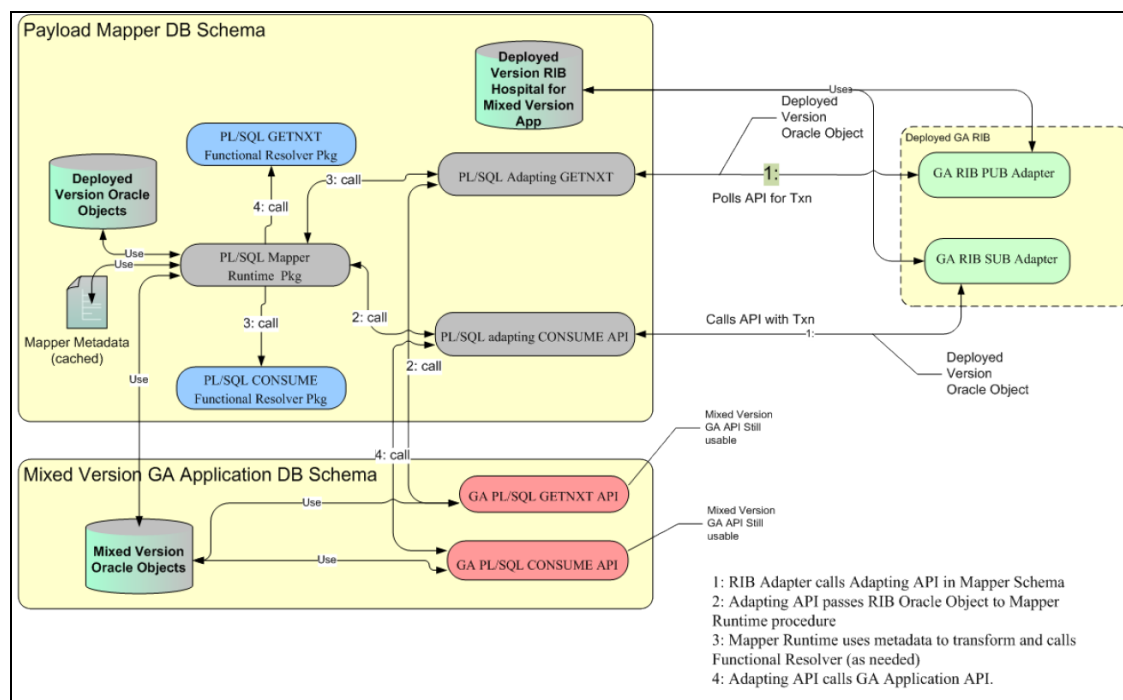 Payload Mapper DB Schema
Deployed
Version RIB
Hospital for
Mixed Version
App
Uses
Deployed
Version
Oracle Object
Deployed GA RIB
PL/SQL GETNXT
Functional Resolver Pkg
Deployed
Version Oracle
Objects
3: call
PL/SQL Adapting GETNXT
1:
GA RIB PUB Adapter
Polls API for Txn
4: call
Use
PL/SQL Mapper
Runtime Pkg
Use
GA RIB SUB Adapter
Use
2: call
Calls API with Txn
3: call
PL/SQL adapting CONSUME API
1:
Mapper Metadata
(cached)
2: call
Deployed
Version
Oracle Object
Use
PL/SQL CONSUME
Functional Resolver Pkg
Mixed Version
GA API Still
usable
4: call
Mixed Version GA Application DB Schema
GA PL/SQL GETNXT API
Use
Mixed Version
GA API Still
usable
Mixed Version
Oracle Objects
Use
GA PL/SQL CONSUME API
1: RIB Adapter calls Adapting API in Mapper Schema
2: Adapting API passes RIB Oracle Object to Mapper
Runtime procedure
3: Mapper Runtime uses metadata to transform and calls
Functional Resolver (as needed)
4: Adapting API calls GA Application API.